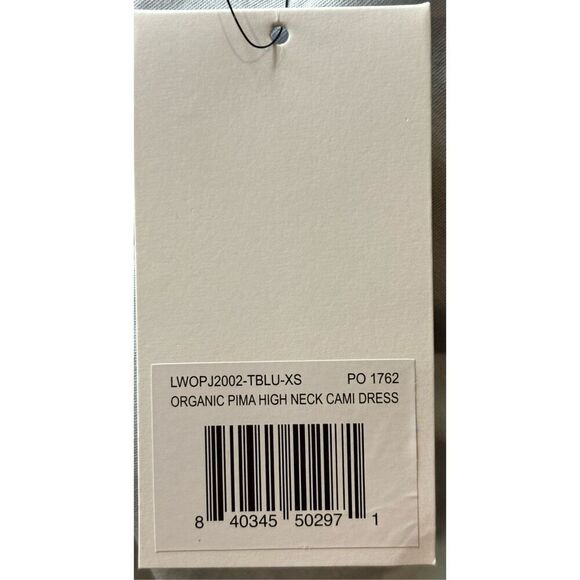 LWOPJ2002-TBLU-XS PO 1762
ORGANIC PIMA HIGH NECK CAMI DRESS
8 40345 50297 1